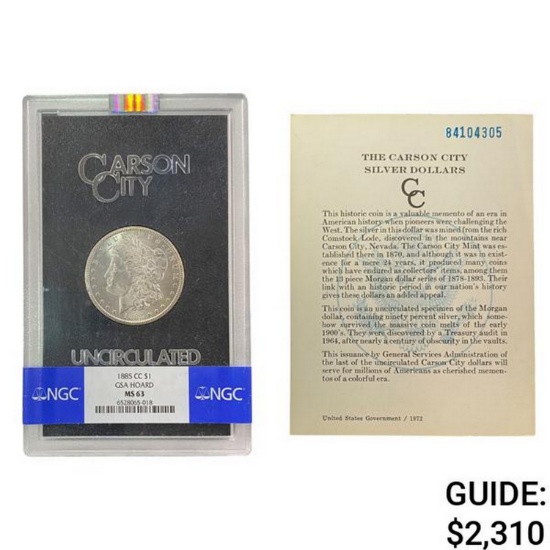 CARSON
CITY
UNCIRCULATED
1885 CC $1
GSA HOARD
MS 63
6528065-018
NGC
NGC
84104305
THE CARSON CITY
SILVER DOLLARS
CC
This historic coin is a valuable memento of an era in
American history when pioneers were challenging the
West. The silver in this dollar was mined from the rich
Comstock Lode, discovered in the mountains near
Carson City, Nevada. The Carson City Mint was es-
tablished there in 1870, and although it was in exist-
ence for a mere 24 years, it produced many coins
which have endured as collectors' items, among them
the 13 piece Morgan dollar series of 1878-1893. Their
link with an historic period in our nation's history
gives these dollars an added appeal.
This coin is an uncirculated specimen of the Morgan
dollar, containing ninety percent silver, which some-
how survived the massive coin melts of the early
1900's. They were discovered by a Treasury audit in
1964, after nearly a century of obscurity in the vaults.
This issuance by General Services Administration of
the last of the uncirculated Carson City dollars will
serve for millions of Americans as cherished memen-
tos of a colorful era.
United States Government / 1972
GUIDE:
$2,310